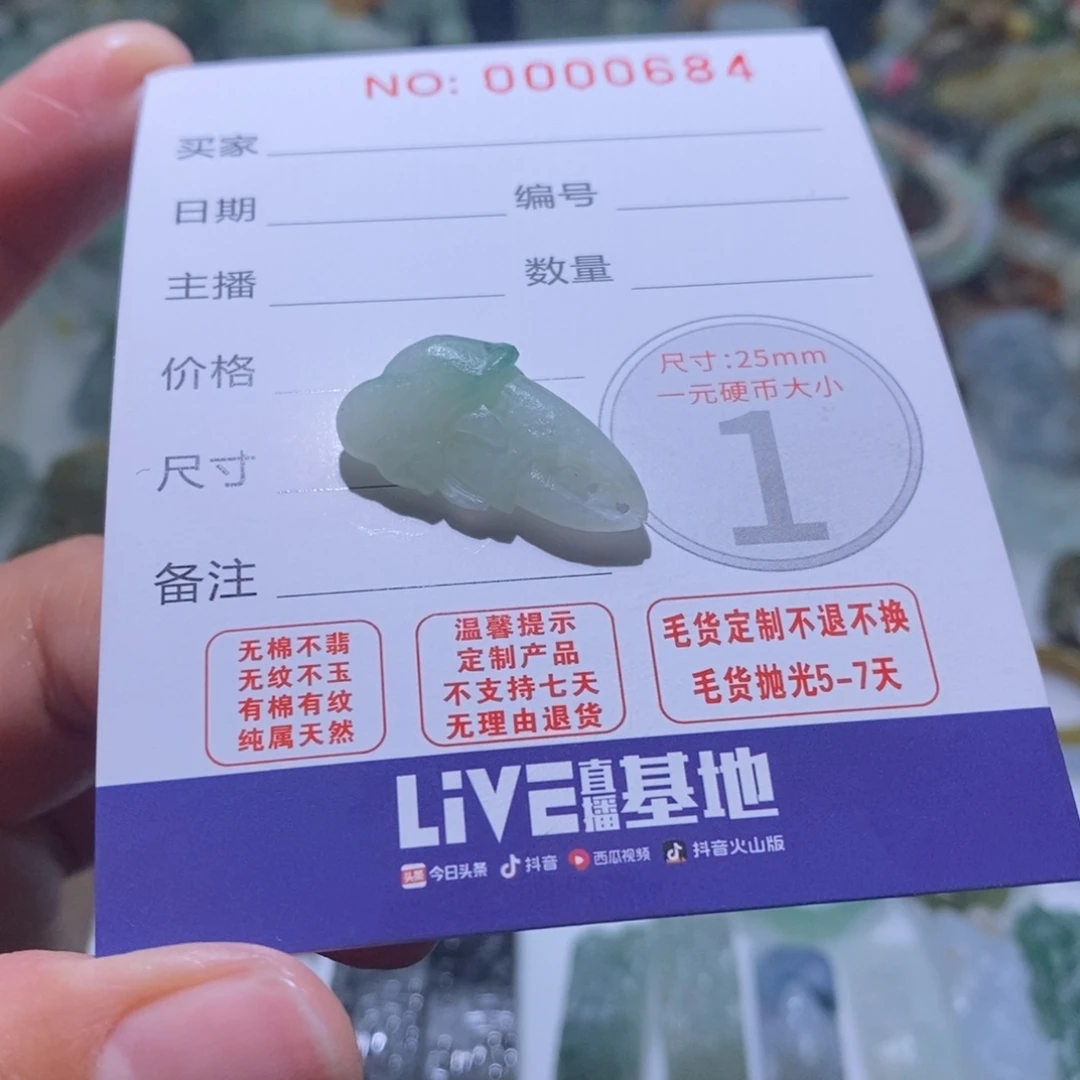 NO: 0000684
买家
日期 编号
主播 数量
价格
尺寸:25mm
一元硬币大小
1
尺寸
备注
无棉不翡
无纹不玉
有棉有纹
纯属天然
温馨提示
定制产品
不支持七天
无理由退货
毛货定制不退不换
毛货抛光5-7天
LiVE直播基地
头条 今日头条 抖音 西瓜视频 抖音火山版